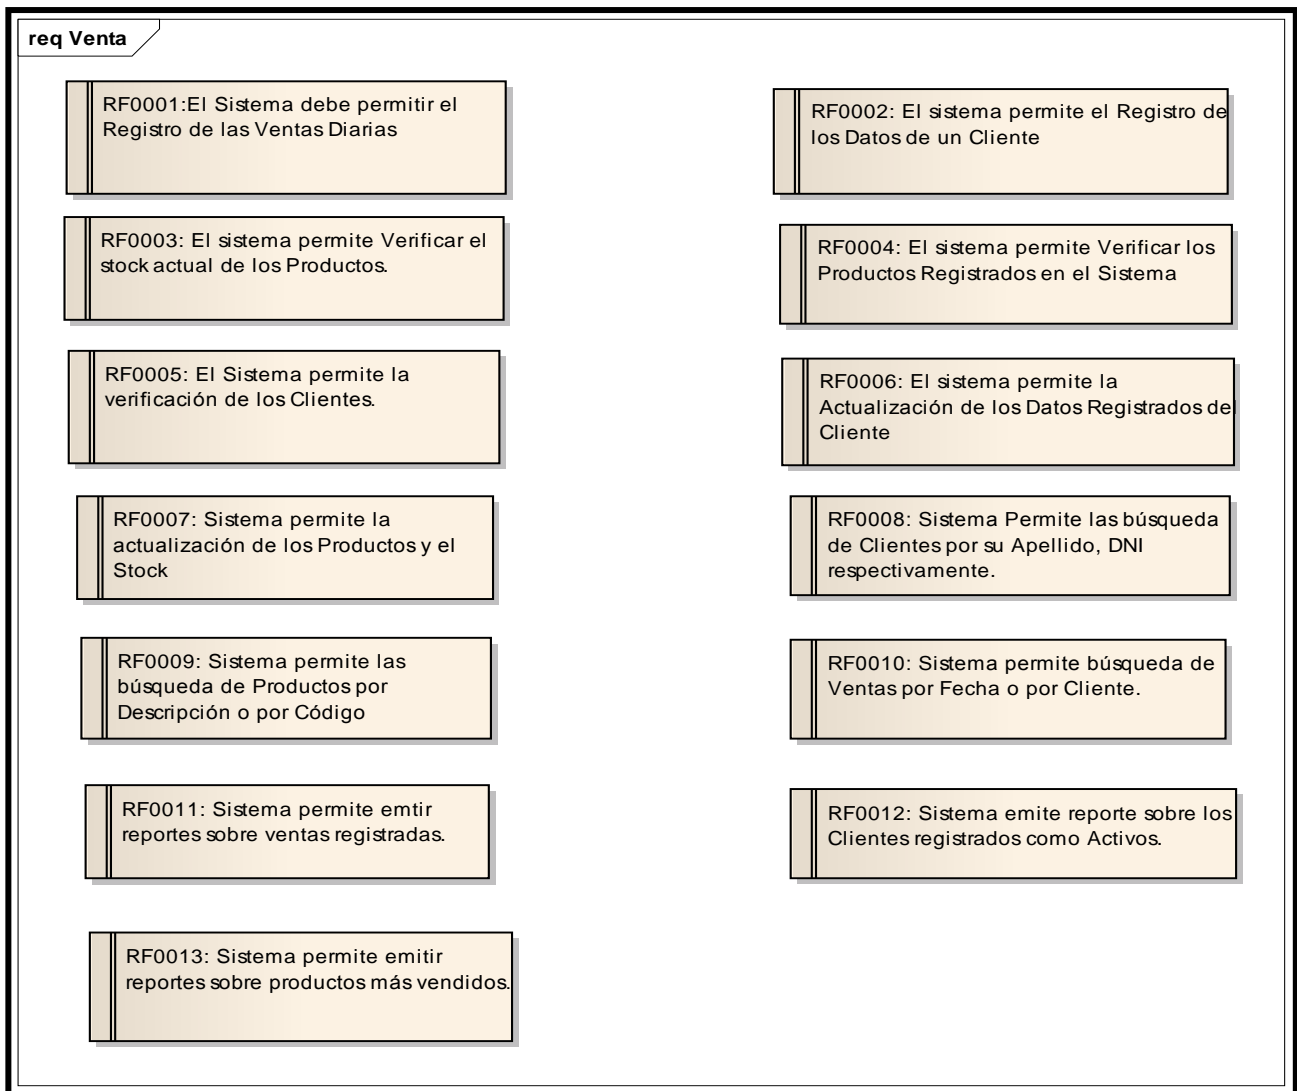 req Venta
RF0001:El Sistema debe permitir el
Registro de las Ventas Diarias
RF0002: El sistema permite el Registro de
los Datos de un Cliente
RF0003: El sistema permite Verificar el
stock actual de los Productos.
RF0004: El sistema permite Verificar los
Productos Registrados en el Sistema
RF0005: El Sistema permite la
verificación de los Clientes.
RF0006: El sistema permite la
Actualización de los Datos Registrados del
Cliente
RF0007: Sistema permite la
actualización de los Productos y el
Stock
RF0008: Sistema Permite las búsqueda
de Clientes por su Apellido, DNI
respectivamente.
RF0009: Sistema permite las
búsqueda de Productos por
Descripción o por Código
RF0010: Sistema permite búsqueda de
Ventas por Fecha o por Cliente.
RF0011: Sistema permite emtir
reportes sobre ventas registradas.
RF0012: Sistema emite reporte sobre los
Clientes registrados como Activos.
RF0013: Sistema permite emitir
reportes sobre productos más vendidos.